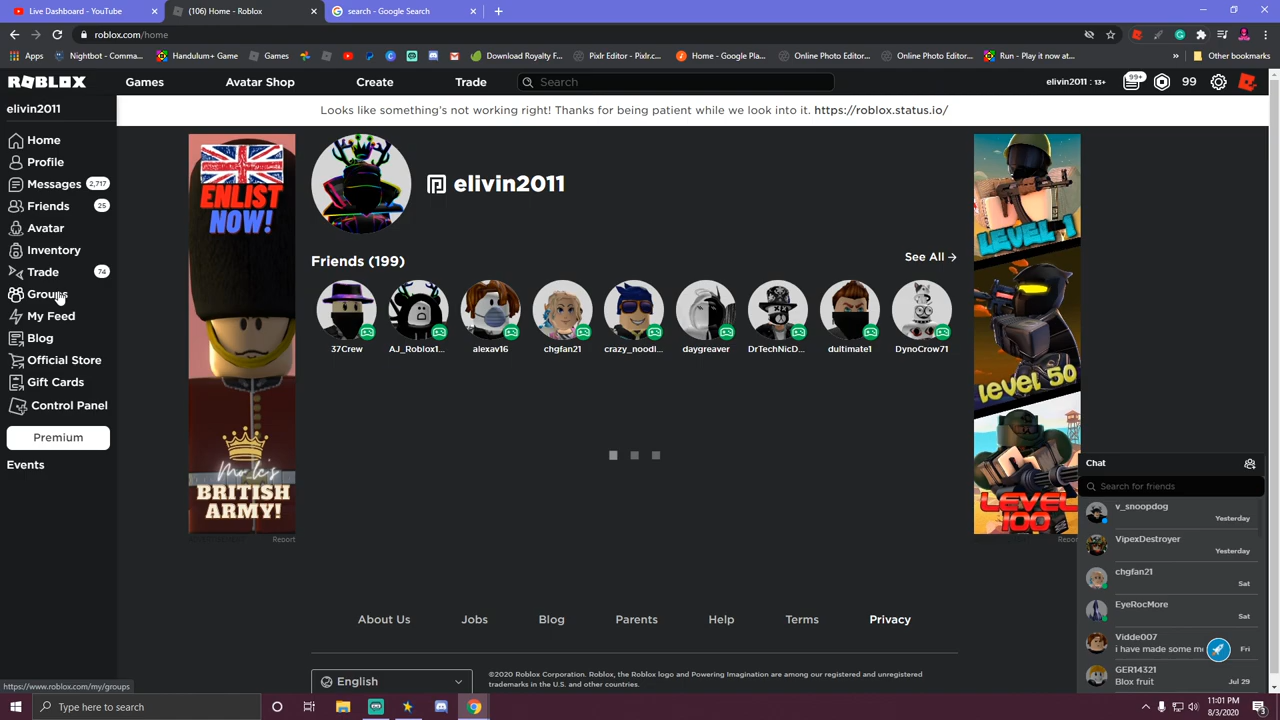 Live Dashboard - YouTube
(106) Home - Roblox
search - Google Search
roblox.com/home
Apps
Nightbot - Comma...
Handulum+ - Game...
Games
Download Royalty F...
Pixlr Editor - Pixlr.c...
Home - Google Pla...
Online Photo Editor...
Online Photo Editor...
Run - Play it now at...
Other bookmarks
ROBLOX
Games
Avatar Shop
Create
Trade
Search
elivin2011 : 13+
99+
99
elivin2011
Looks like something's not working right! Thanks for being patient while we look into it. https://roblox.status.io/
Home
Profile
Messages 2,717
Friends 25
Avatar
Inventory
Trade 74
Groups
My Feed
Blog
Official Store
Gift Cards
Control Panel
Premium
Events
ENLIST
NOW!
Mo_lc's
BRITISH
ARMY!
ADVERTISEMENT
Report
elivin2011
Friends (199)
See All
37Crew
AJ_Roblox1...
alexav16
chgfan21
crazy_noodl...
daygreaver
DrTechNicD...
dultimate1
DynoCrow71
LEVEL 1
Level 50
LEVEL
100
Report
Chat
Search for friends
v_snoopdog
Yesterday
VipexDestroyer
Yesterday
chgfan21
Sat
EyeRocMore
Sat
Vidde007
i have made some m
Fri
GER14321
Blox fruit
Jul 29
About Us
Jobs
Blog
Parents
Help
Terms
Privacy
English
©2020 Roblox Corporation. Roblox, the Roblox logo and Powering Imagination are among our registered and unregistered
trademarks in the U.S. and other countries.
https://www.roblox.com/my/groups
Type here to search
11:01 PM
8/3/2020